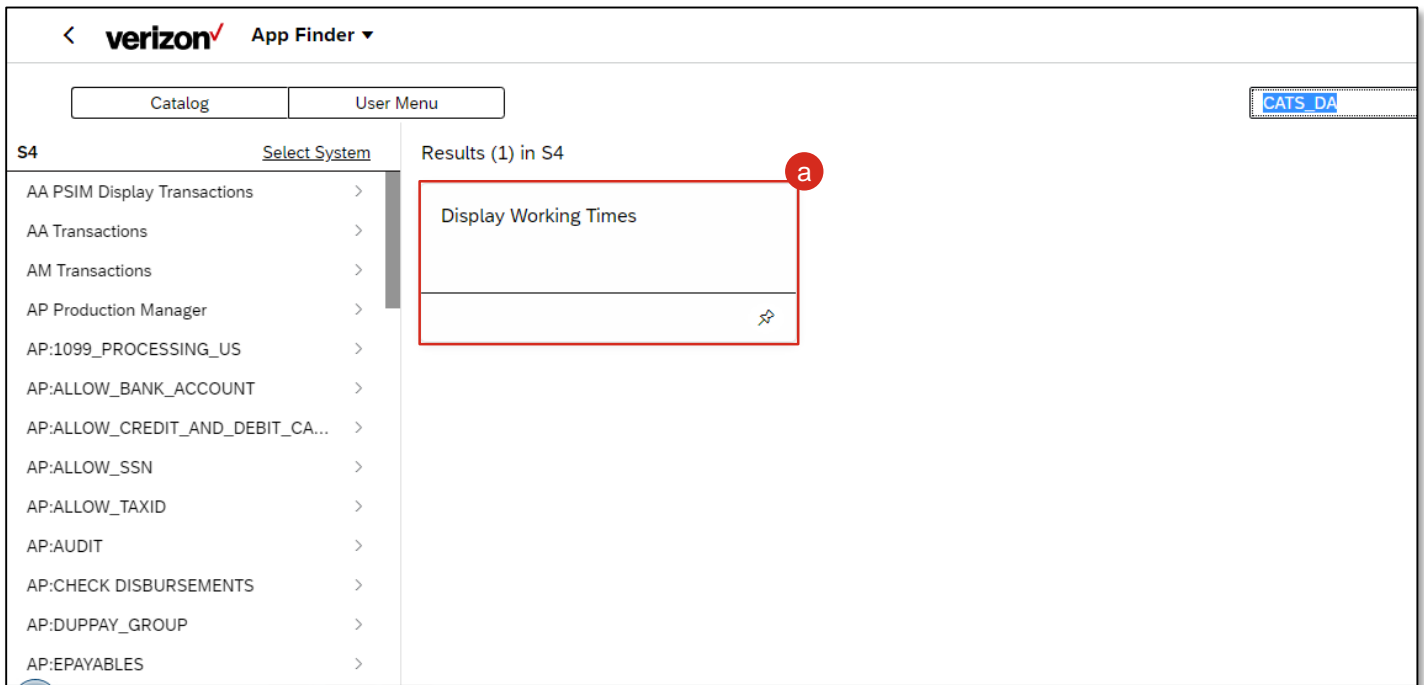 verizon App Finder
Catalog User Menu CATS_DA
S4 Select System Results (1) in S4
a
AA PSIM Display Transactions
Display Working Times
AA Transactions
AM Transactions
AP Production Manager
AP:1099_PROCESSING_US
AP:ALLOW_BANK_ACCOUNT
AP:ALLOW_CREDIT_AND_DEBIT_CA...
AP:ALLOW_SSN
AP:ALLOW_TAXID
AP:AUDIT
AP:CHECK DISBURSEMENTS
AP:DUPPAY_GROUP
AP:EPAYABLES